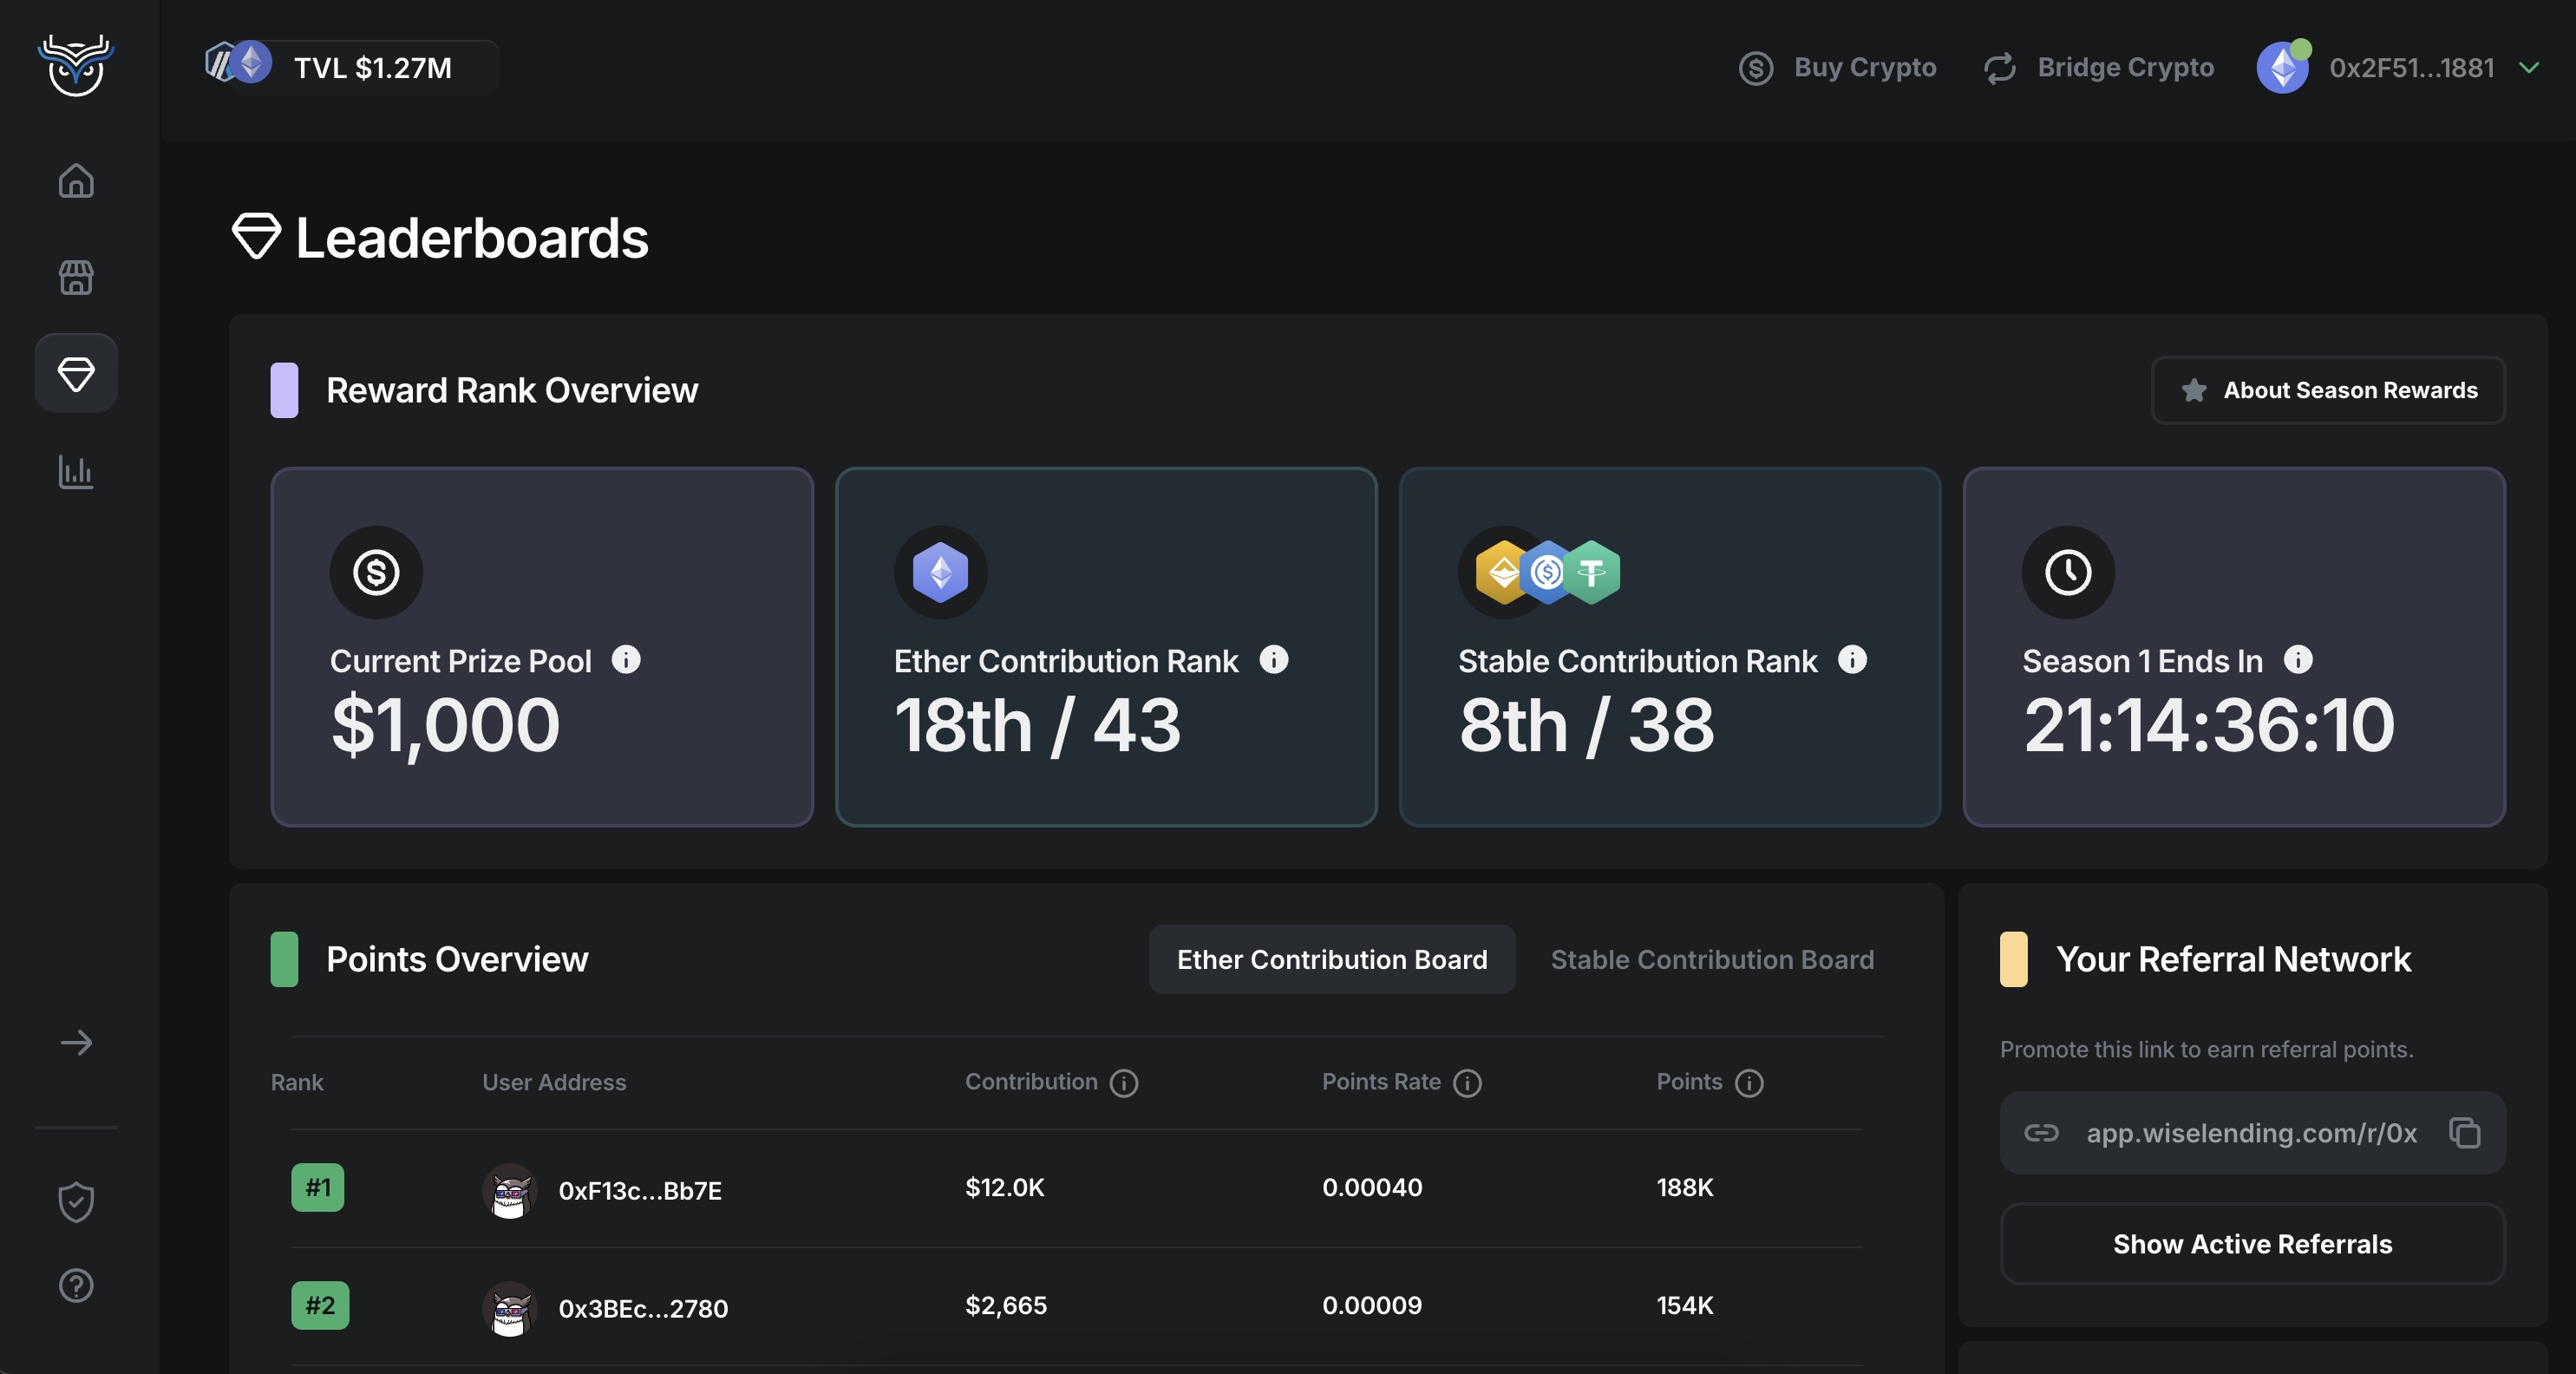 TVL $1.27M
Buy Crypto
Bridge Crypto
0x2F51...1881
Leaderboards
Reward Rank Overview
About Season Rewards
Current Prize Pool
$1,000
Ether Contribution Rank
18th / 43
Stable Contribution Rank
8th / 38
Season 1 Ends In
21:14:36:10
Points Overview
Ether Contribution Board
Stable Contribution Board
Rank
User Address
Contribution
Points Rate
Points
#1
0xF13c...Bb7E
$12.0K
0.00040
188K
#2
0x3BEc...2780
$2,665
0.00009
154K
Your Referral Network
Promote this link to earn referral points.
app.wiselending.com/r/0x
Show Active Referrals